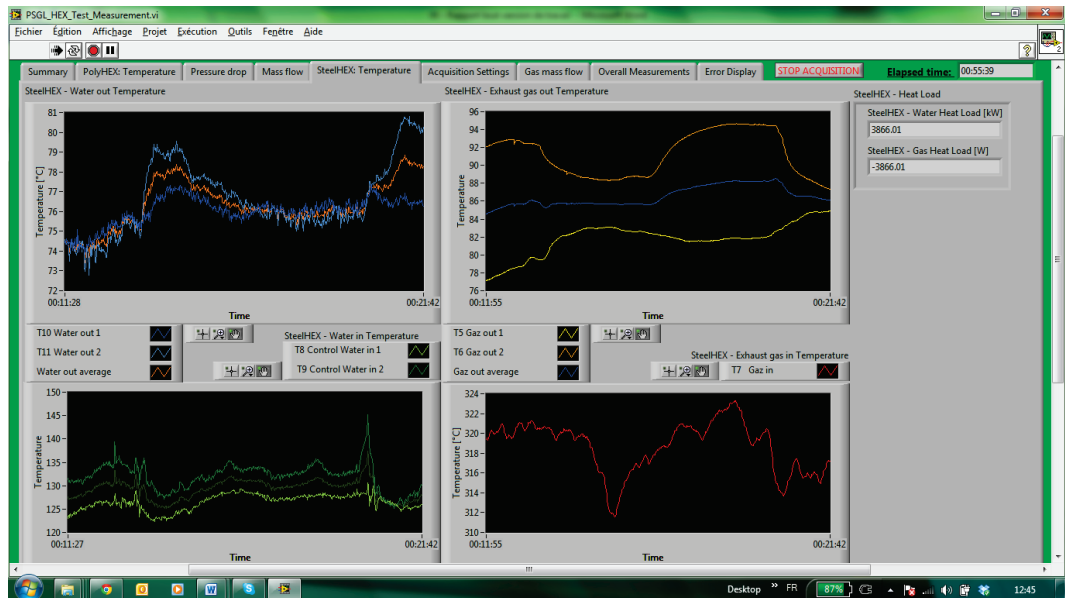 PSGL_HEX_Test_Measurement.vi
Fichier Édition Affichage Projet Exécution Outils Fenêtre Aide
2
Summary PolyHEX: Temperature Pressure drop Mass flow SteelHEX: Temperature Acquisition Settings Gas mass flow Overall Measurements Error Display STOP ACQUISITION Elapsed time: 00:55:39
SteelHEX - Water out Temperature
81
80
79
78
77
76
75
74
73
72
Temperature [°C]
00:11:28 00:21:42
Time
SteelHEX - Exhaust gas out Temperature
96
94
92
90
88
86
84
82
80
78
76
Temperature
00:11:55 00:21:42
Time
SteelHEX - Heat Load
SteelHEX - Water Heat Load [kW]
3866.01
SteelHEX - Gas Heat Load [W]
-3866.01
T10 Water out 1
T11 Water out 2
Water out average
SteelHEX - Water in Temperature
T8 Control Water in 1
T9 Control Water in 2
T5 Gaz out 1
T6 Gaz out 2
Gaz out average
SteelHEX - Exhaust gas in Temperature
T7 Gaz in
150
145
140
135
130
125
120
Temperature
00:11:27 00:21:42
Time
324
322
320
318
316
314
312
310
Temperature [°C]
00:11:55 00:21:42
Time
Desktop » FR 87% 12:45